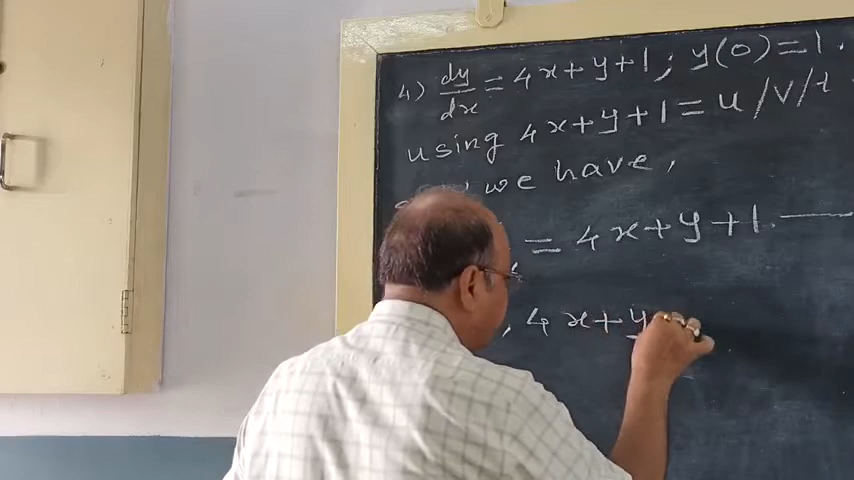 4) dy/dx = 4x+y+1; y(0)=1.
using 4x+y+1 = u/v/t
we have,
= 4x+y+1.
, 4x+y